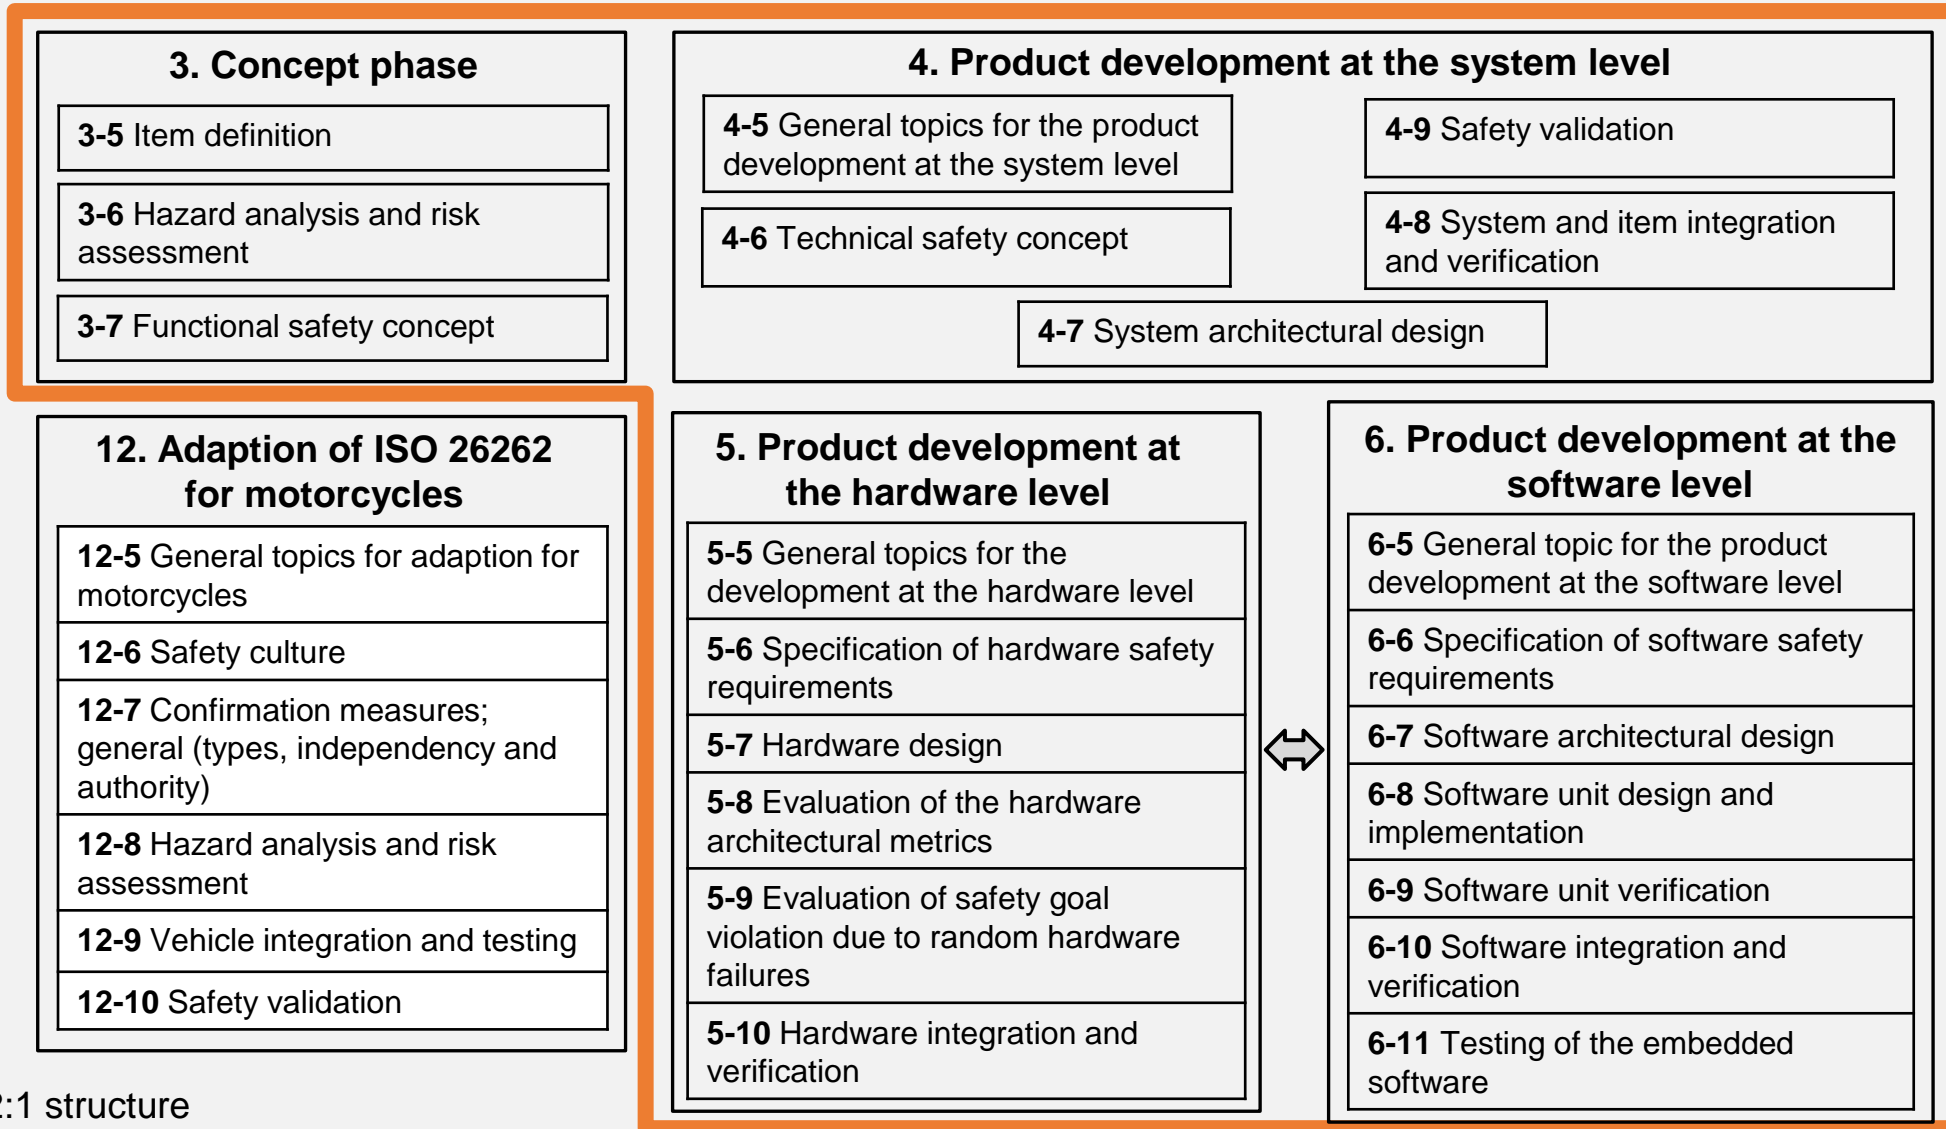 3. Concept phase
3-5 Item definition
3-6 Hazard analysis and risk
assessment
3-7 Functional safety concept
4. Product development at the system level
4-5 General topics for the product
development at the system level
4-6 Technical safety concept
4-9 Safety validation
4-8 System and item integration
and verification
4-7 System architectural design
12. Adaption of ISO 26262
for motorcycles
12-5 General topics for adaption for
motorcycles
12-6 Safety culture
12-7 Confirmation measures;
general (types, independency and
authority)
12-8 Hazard analysis and risk
assessment
12-9 Vehicle integration and testing
12-10 Safety validation
5. Product development at
the hardware level
5-5 General topics for the
development at the hardware level
5-6 Specification of hardware safety
requirements
5-7 Hardware design
5-8 Evaluation of the hardware
architectural metrics
5-9 Evaluation of safety goal
violation due to random hardware
failures
5-10 Hardware integration and
verification
6. Product development at the
software level
6-5 General topic for the product
development at the software level
6-6 Specification of software safety
requirements
6-7 Software architectural design
6-8 Software unit design and
implementation
6-9 Software unit verification
6-10 Software integration and
verification
6-11 Testing of the embedded
software
:1 structure